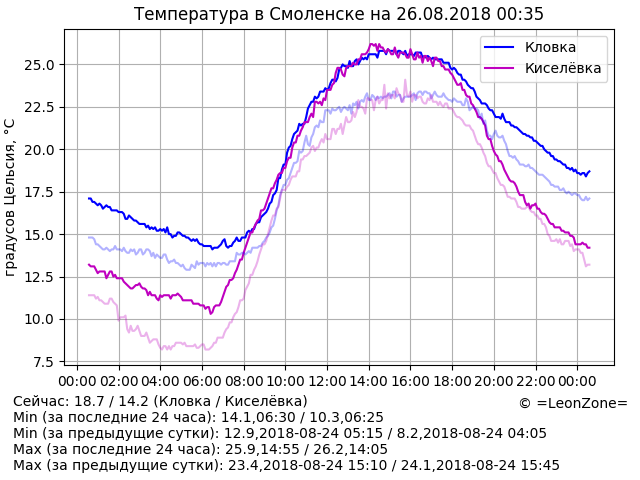 Температура в Смоленске на 26.08.2018 00:35
Кловка
Киселёвка
градусов Цельсия, °C
25.0
22.5
20.0
17.5
15.0
12.5
10.0
7.5
00:00 02:00 04:00 06:00 08:00 10:00 12:00 14:00 16:00 18:00 20:00 22:00 00:00
Сейчас: 18.7 / 14.2 (Кловка / Киселёвка)
© =LeonZone=
Min (за последние 24 часа): 14.1,06:30 / 10.3,06:25
Min (за предыдущие сутки): 12.9,2018-08-24 05:15 / 8.2,2018-08-24 04:05
Max (за последние 24 часа): 25.9,14:55 / 26.2,14:05
Max (за предыдущие сутки): 23.4,2018-08-24 15:10 / 24.1,2018-08-24 15:45